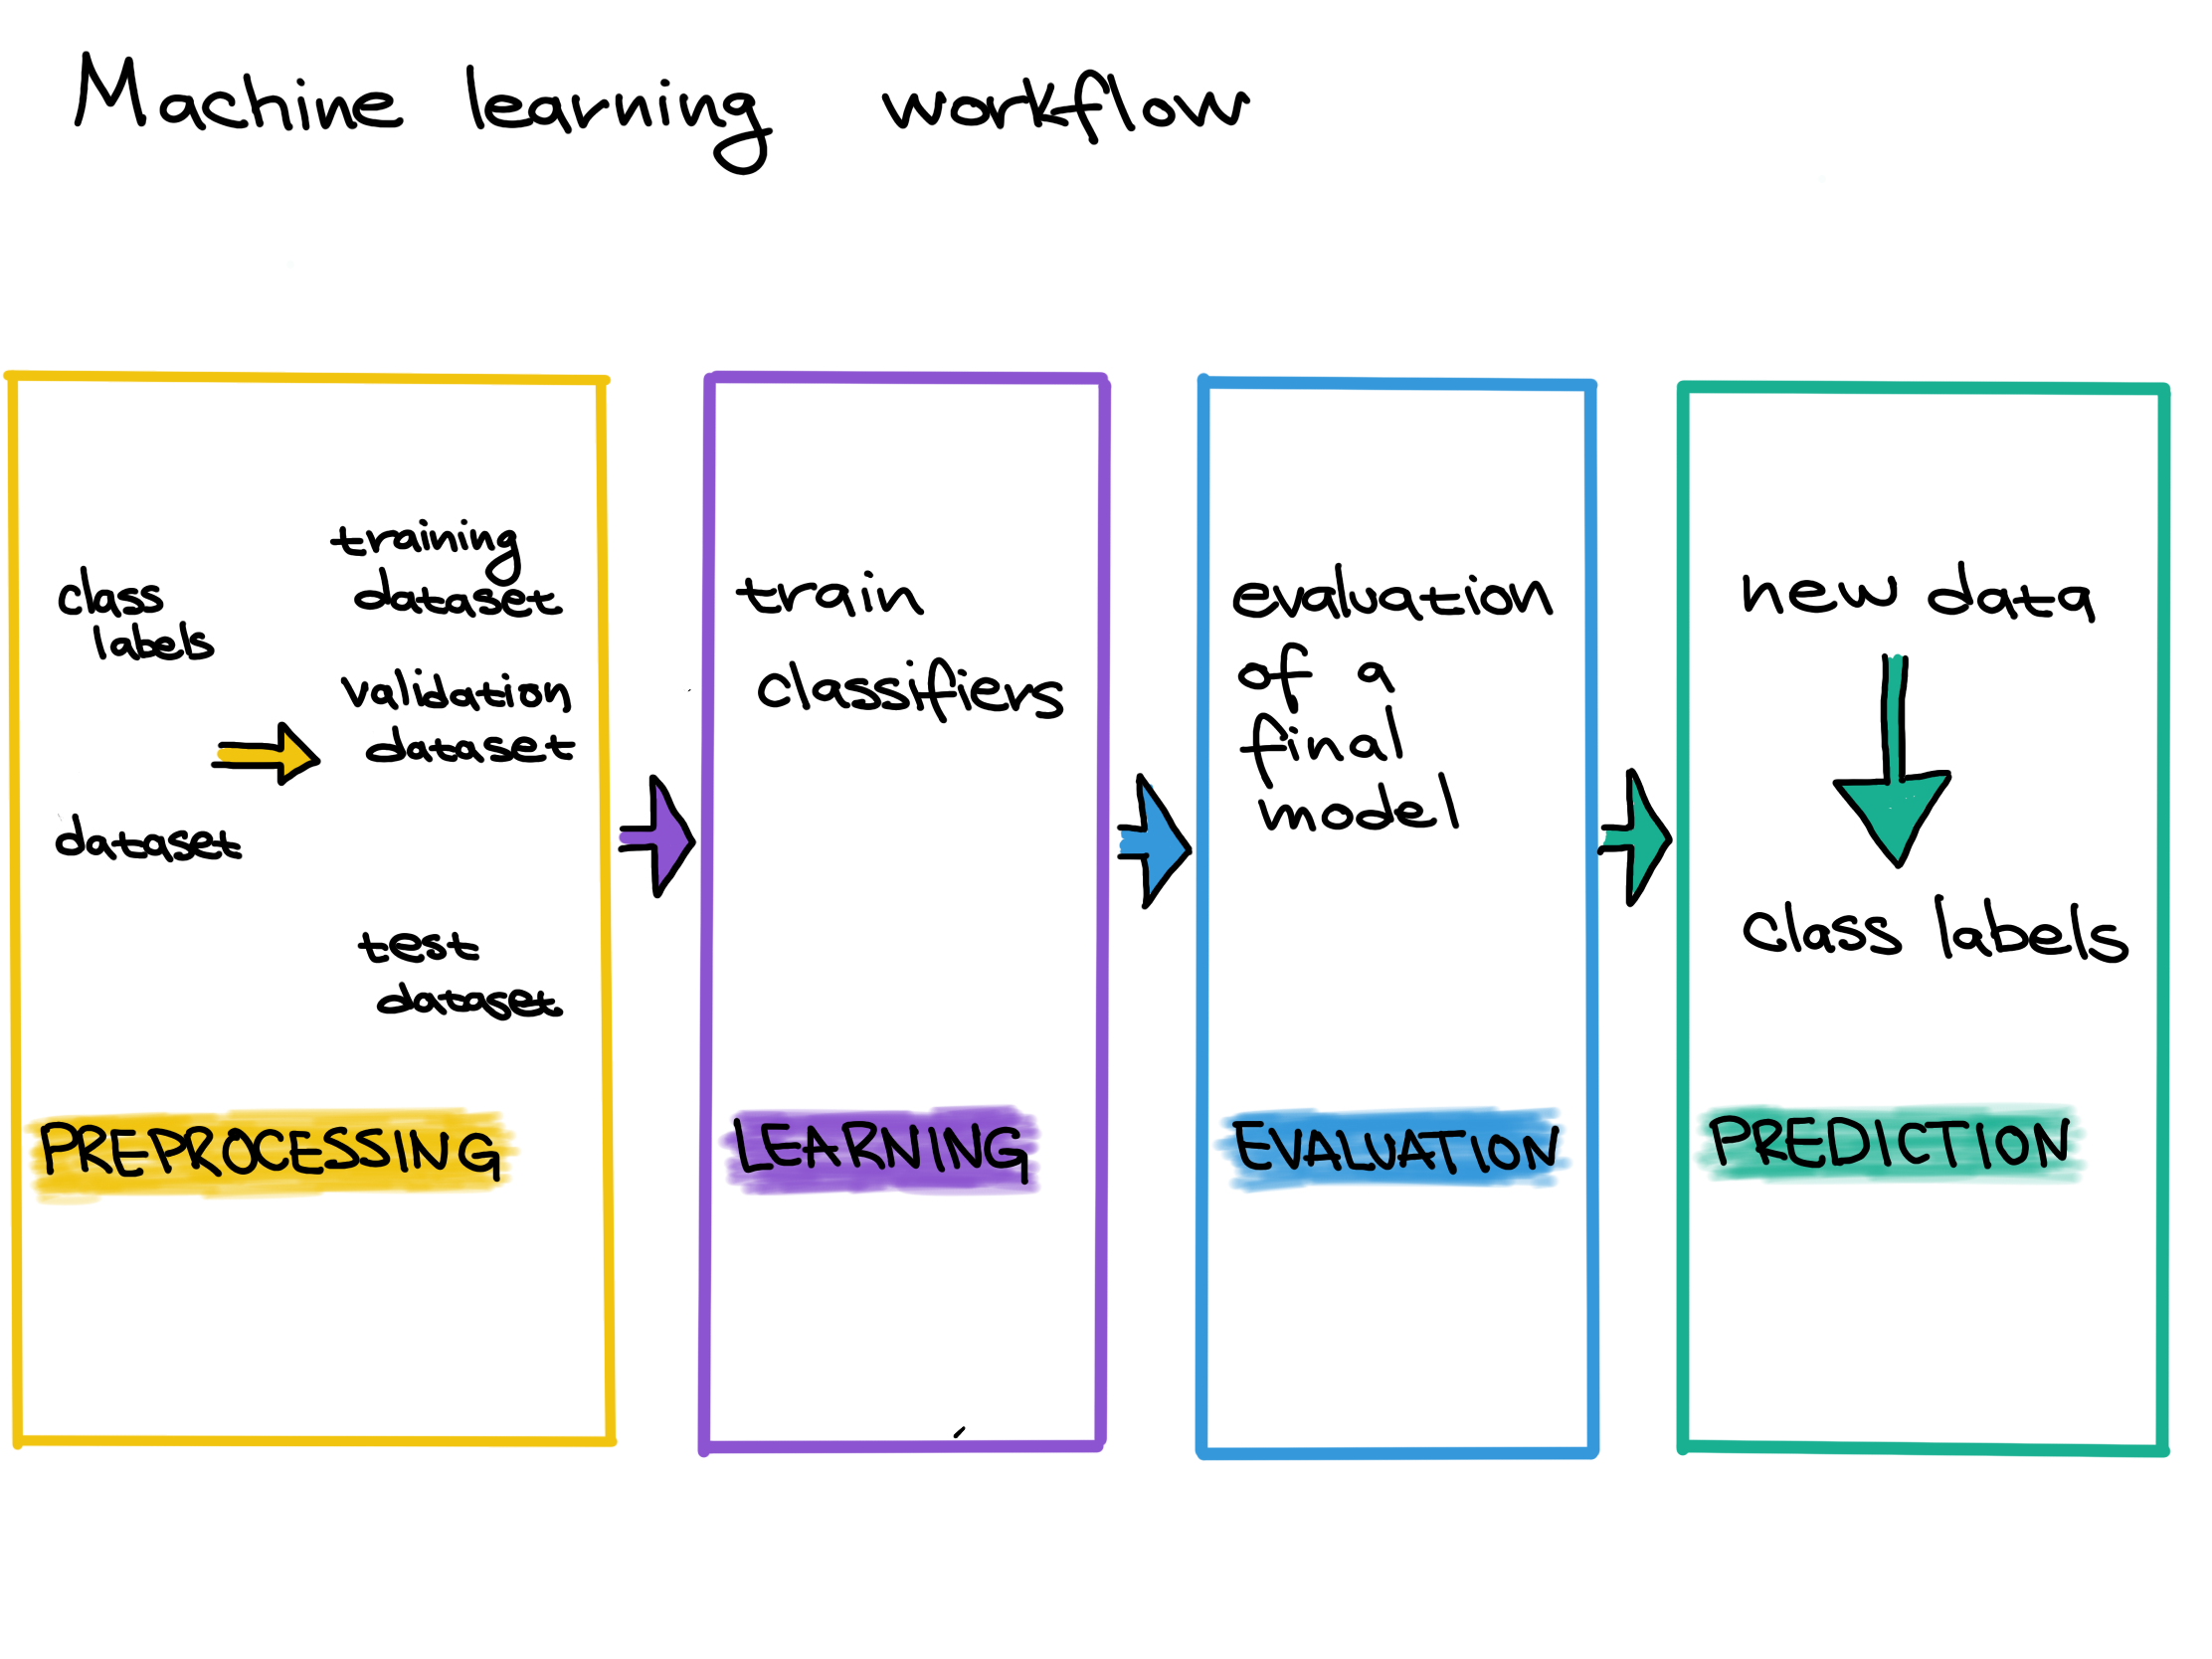 Machine learning workflow
class
labels
dataset
training
dataset
validation
dataset
test
dataset
PREPROCESSING
train
classifiers
LEARNING
evaluation
of a
final
model
EVALUATION
new data
class labels
PREDICTION